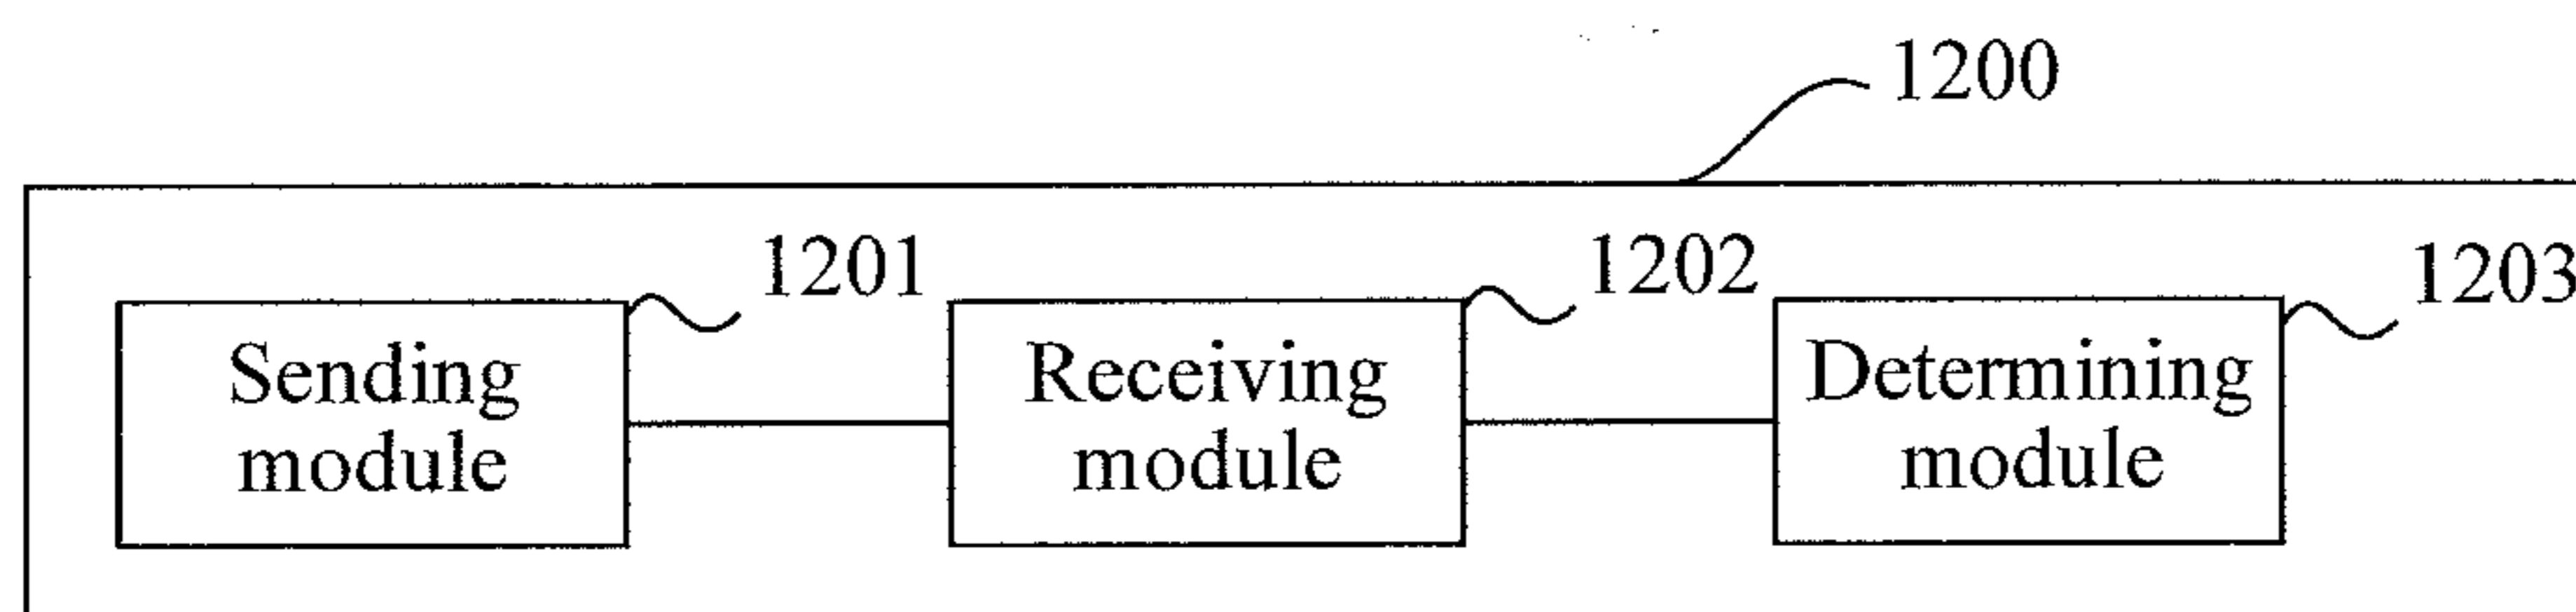 1200
1201
1202
1203
Sending
module
Receiving
module
Determining
module